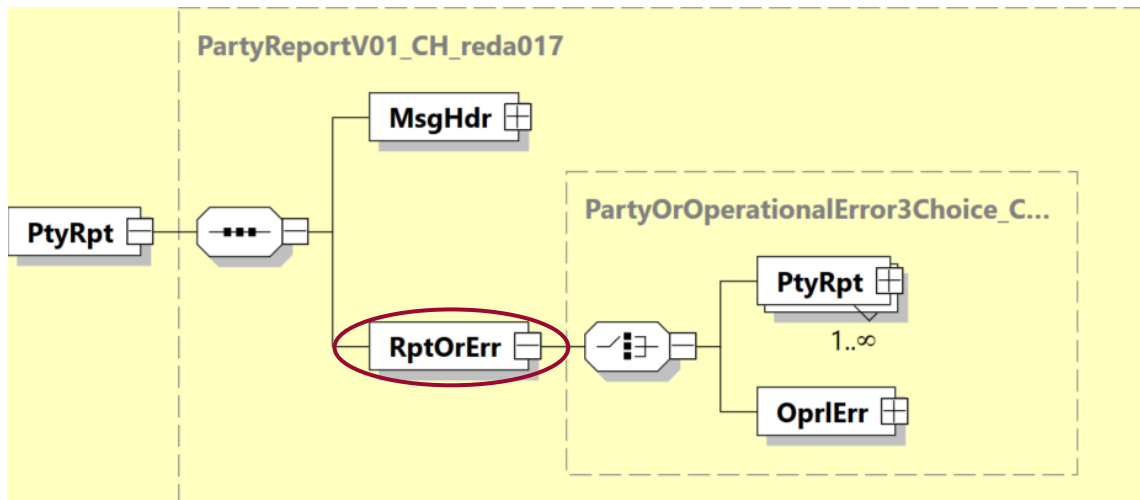 PartyReportV01_CH_reda017
MsgHdr
PartyOrOperationalError3Choice_C...
PtyRpt
PtyRpt
1..∞
RptOrErr
OprlErr